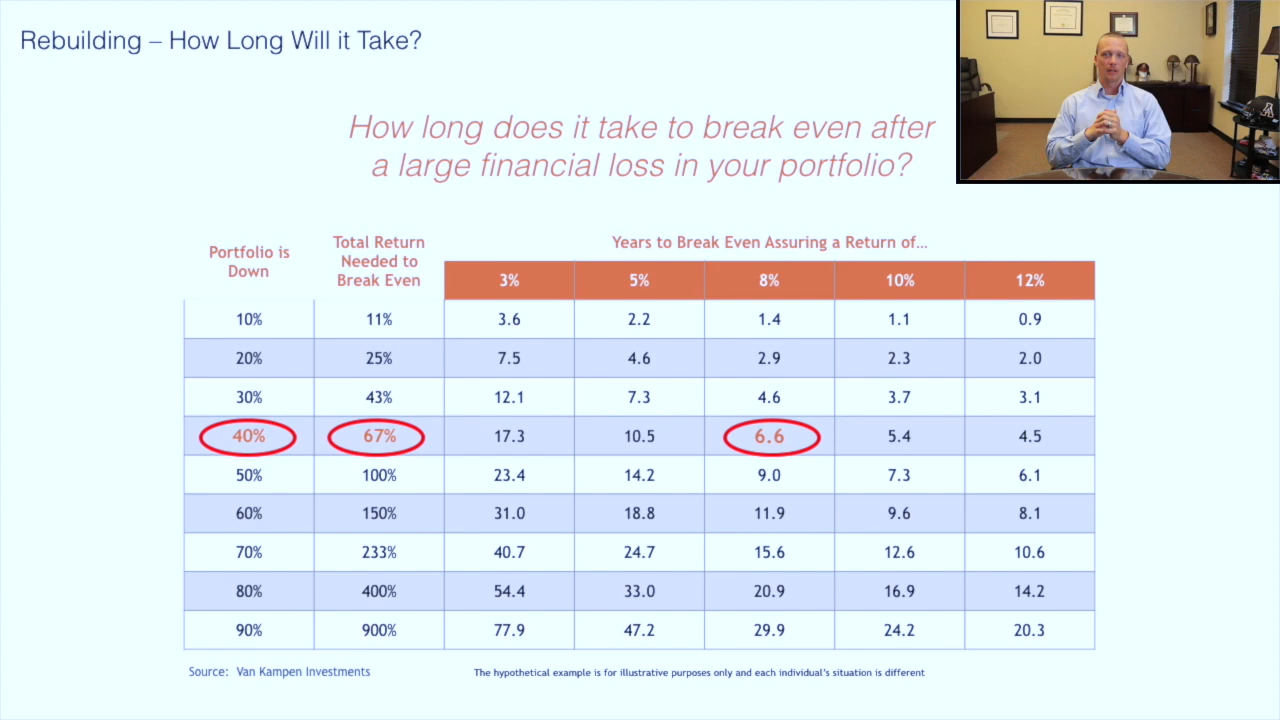 Rebuilding – How Long Will it Take?
How long does it take to break even after
a large financial loss in your portfolio?
Portfolio is
Down
Total Return
Needed to
Break Even
Years to Break Even Assuring a Return of...
3% 5% 8% 10% 12%
10% 11% 3.6 2.2 1.4 1.1 0.9
20% 25% 7.5 4.6 2.9 2.3 2.0
30% 43% 12.1 7.3 4.6 3.7 3.1
40% 67% 17.3 10.5 6.6 5.4 4.5
50% 100% 23.4 14.2 9.0 7.3 6.1
60% 150% 31.0 18.8 11.9 9.6 8.1
70% 233% 40.7 24.7 15.6 12.6 10.6
80% 400% 54.4 33.0 20.9 16.9 14.2
90% 900% 77.9 47.2 29.9 24.2 20.3
Source: Van Kampen Investments
The hypothetical example is for illustrative purposes only and each individual's situation is different
A